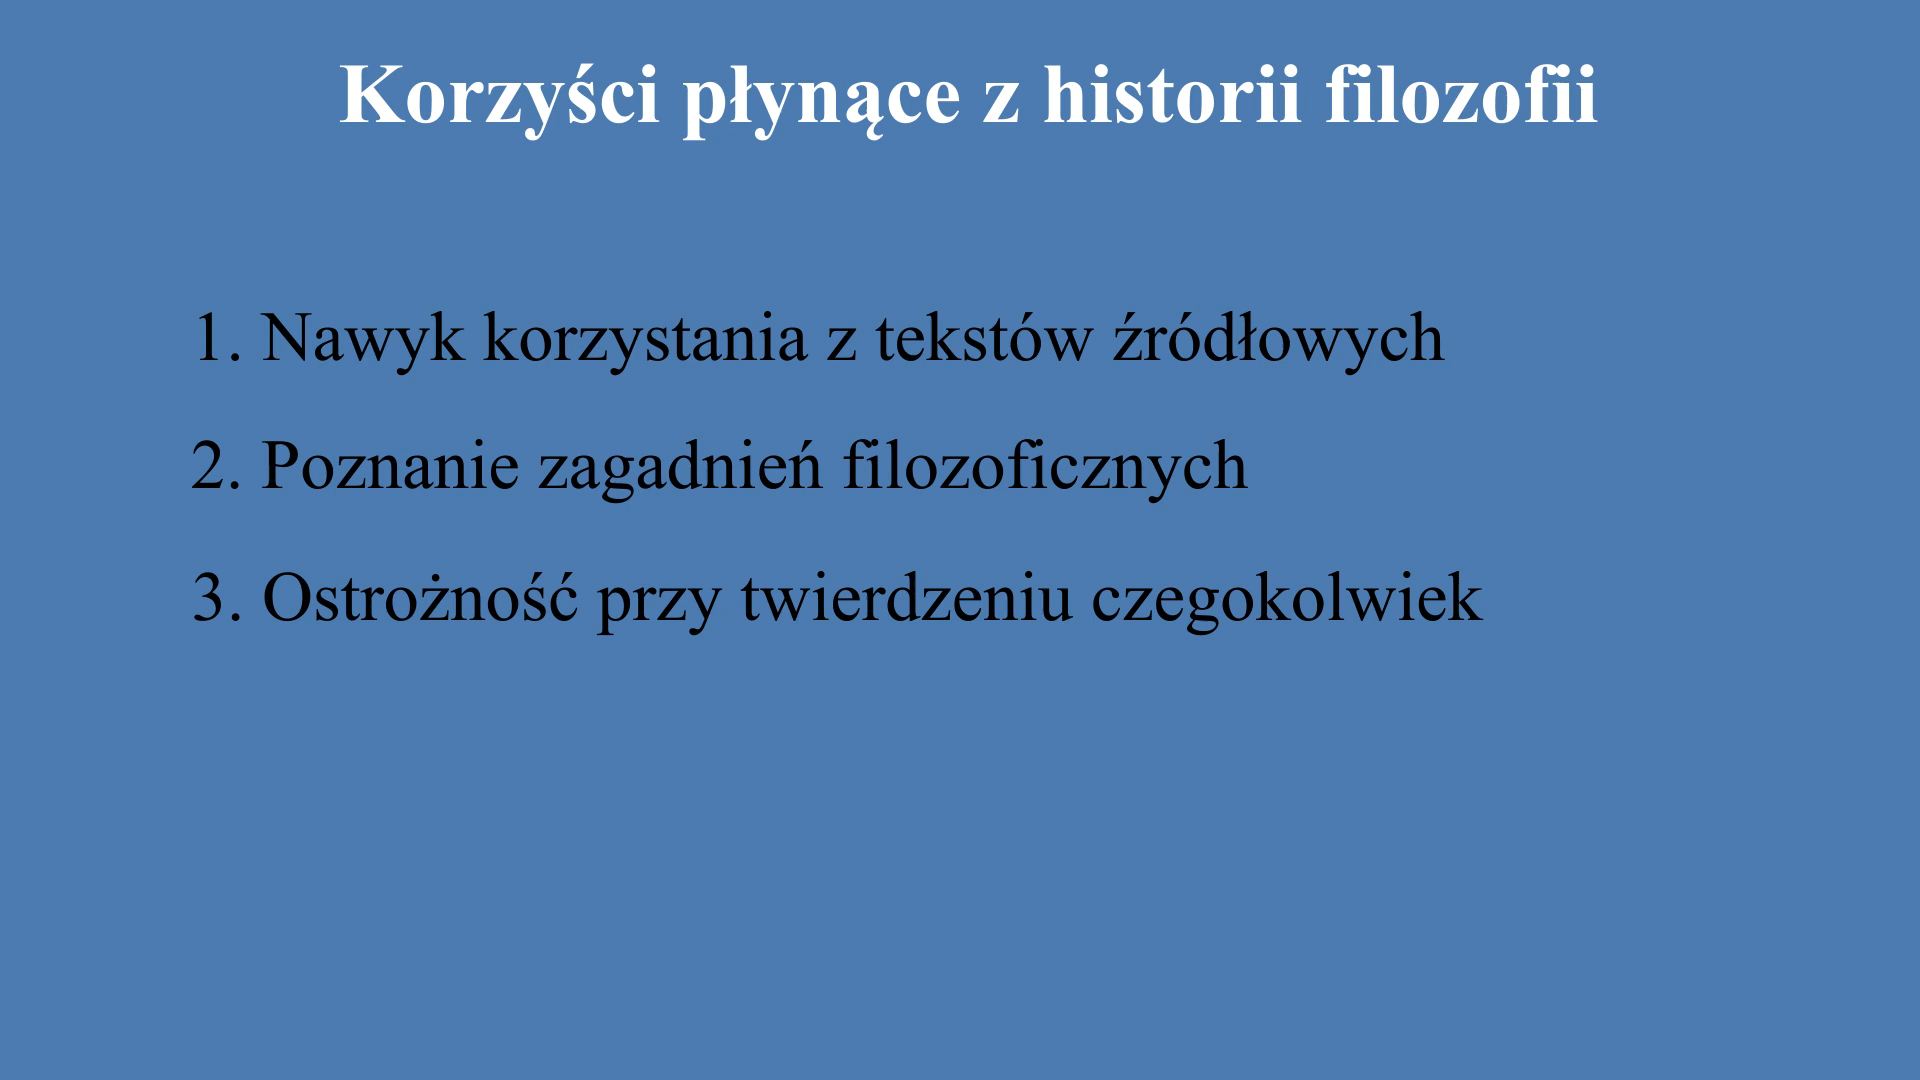 Korzyści płynące z historii filozofii
1. Nawyk korzystania z tekstów źródłowych
2. Poznanie zagadnień filozoficznych
3. Ostrożność przy twierdzeniu czegokolwiek